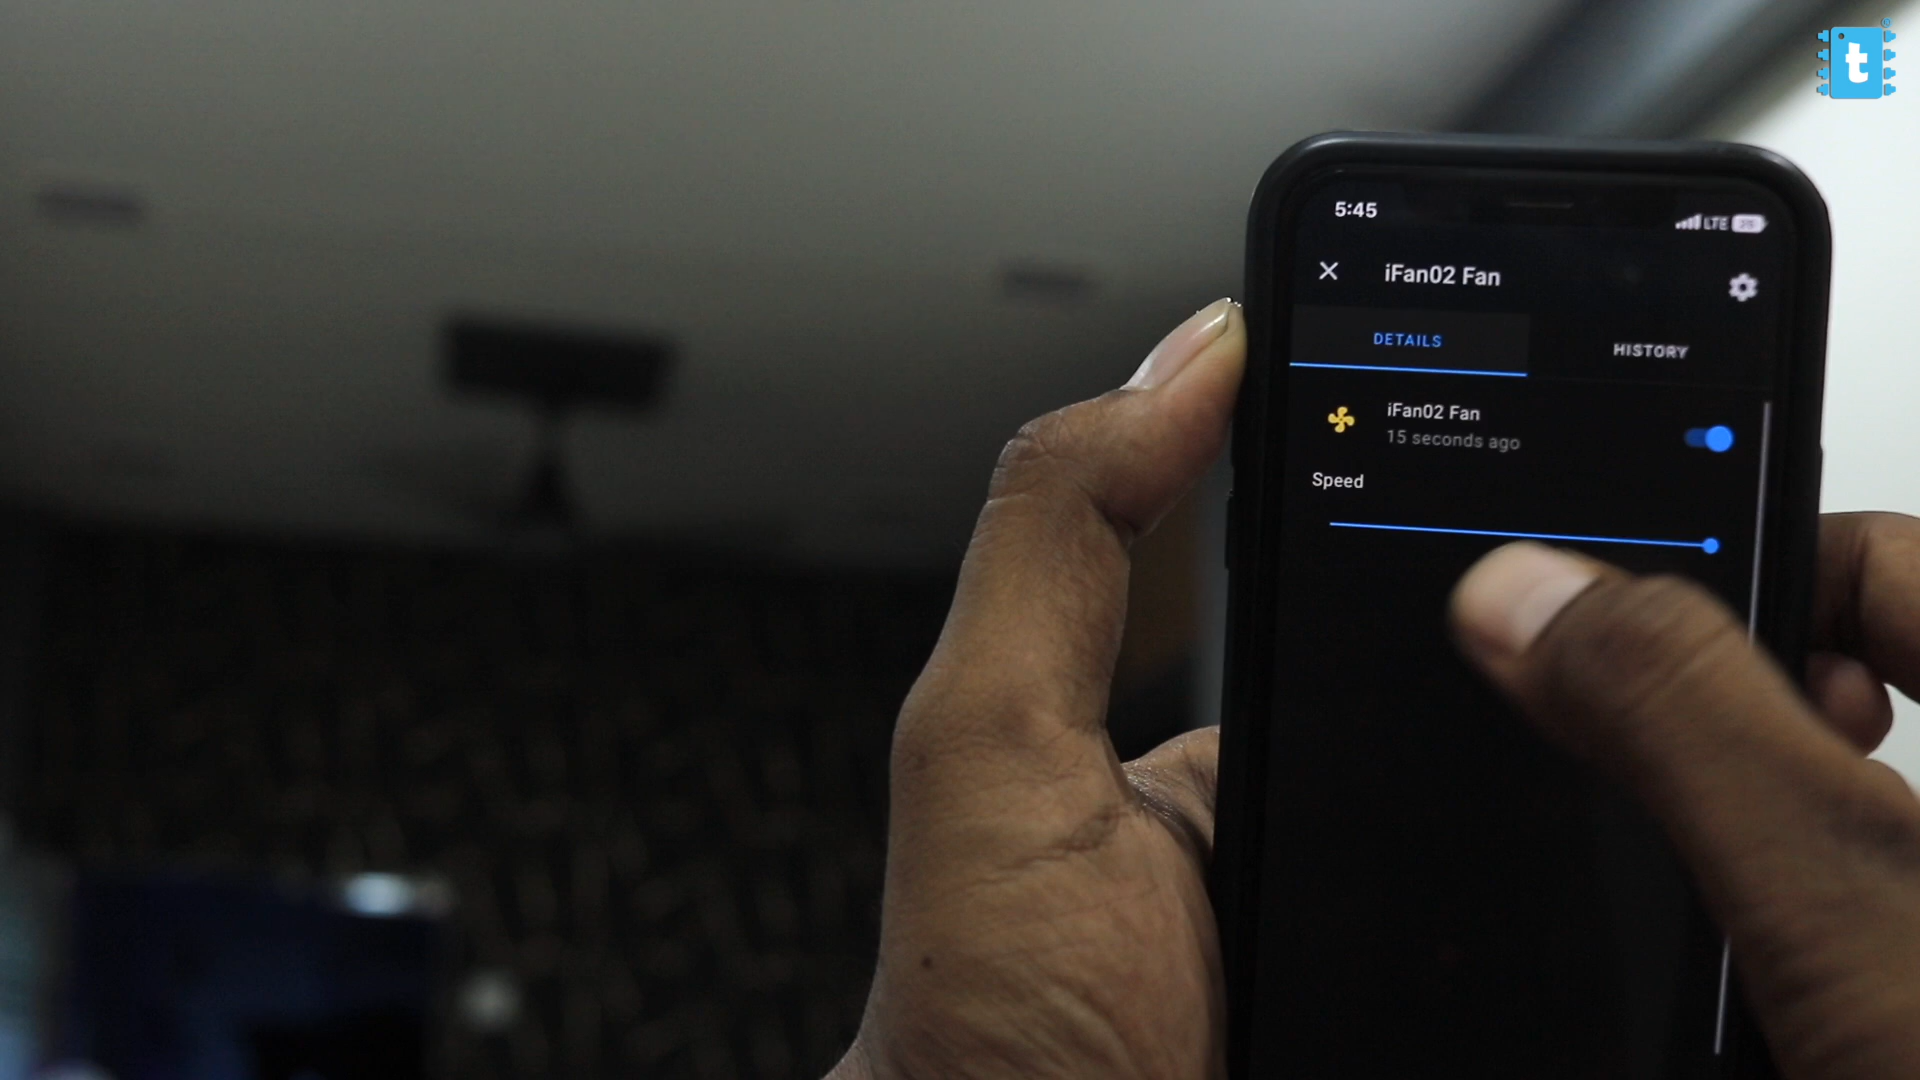 t
5:45
LTE
iFan02 Fan
DETAILS
HISTORY
iFan02 Fan
15 seconds ago
Speed